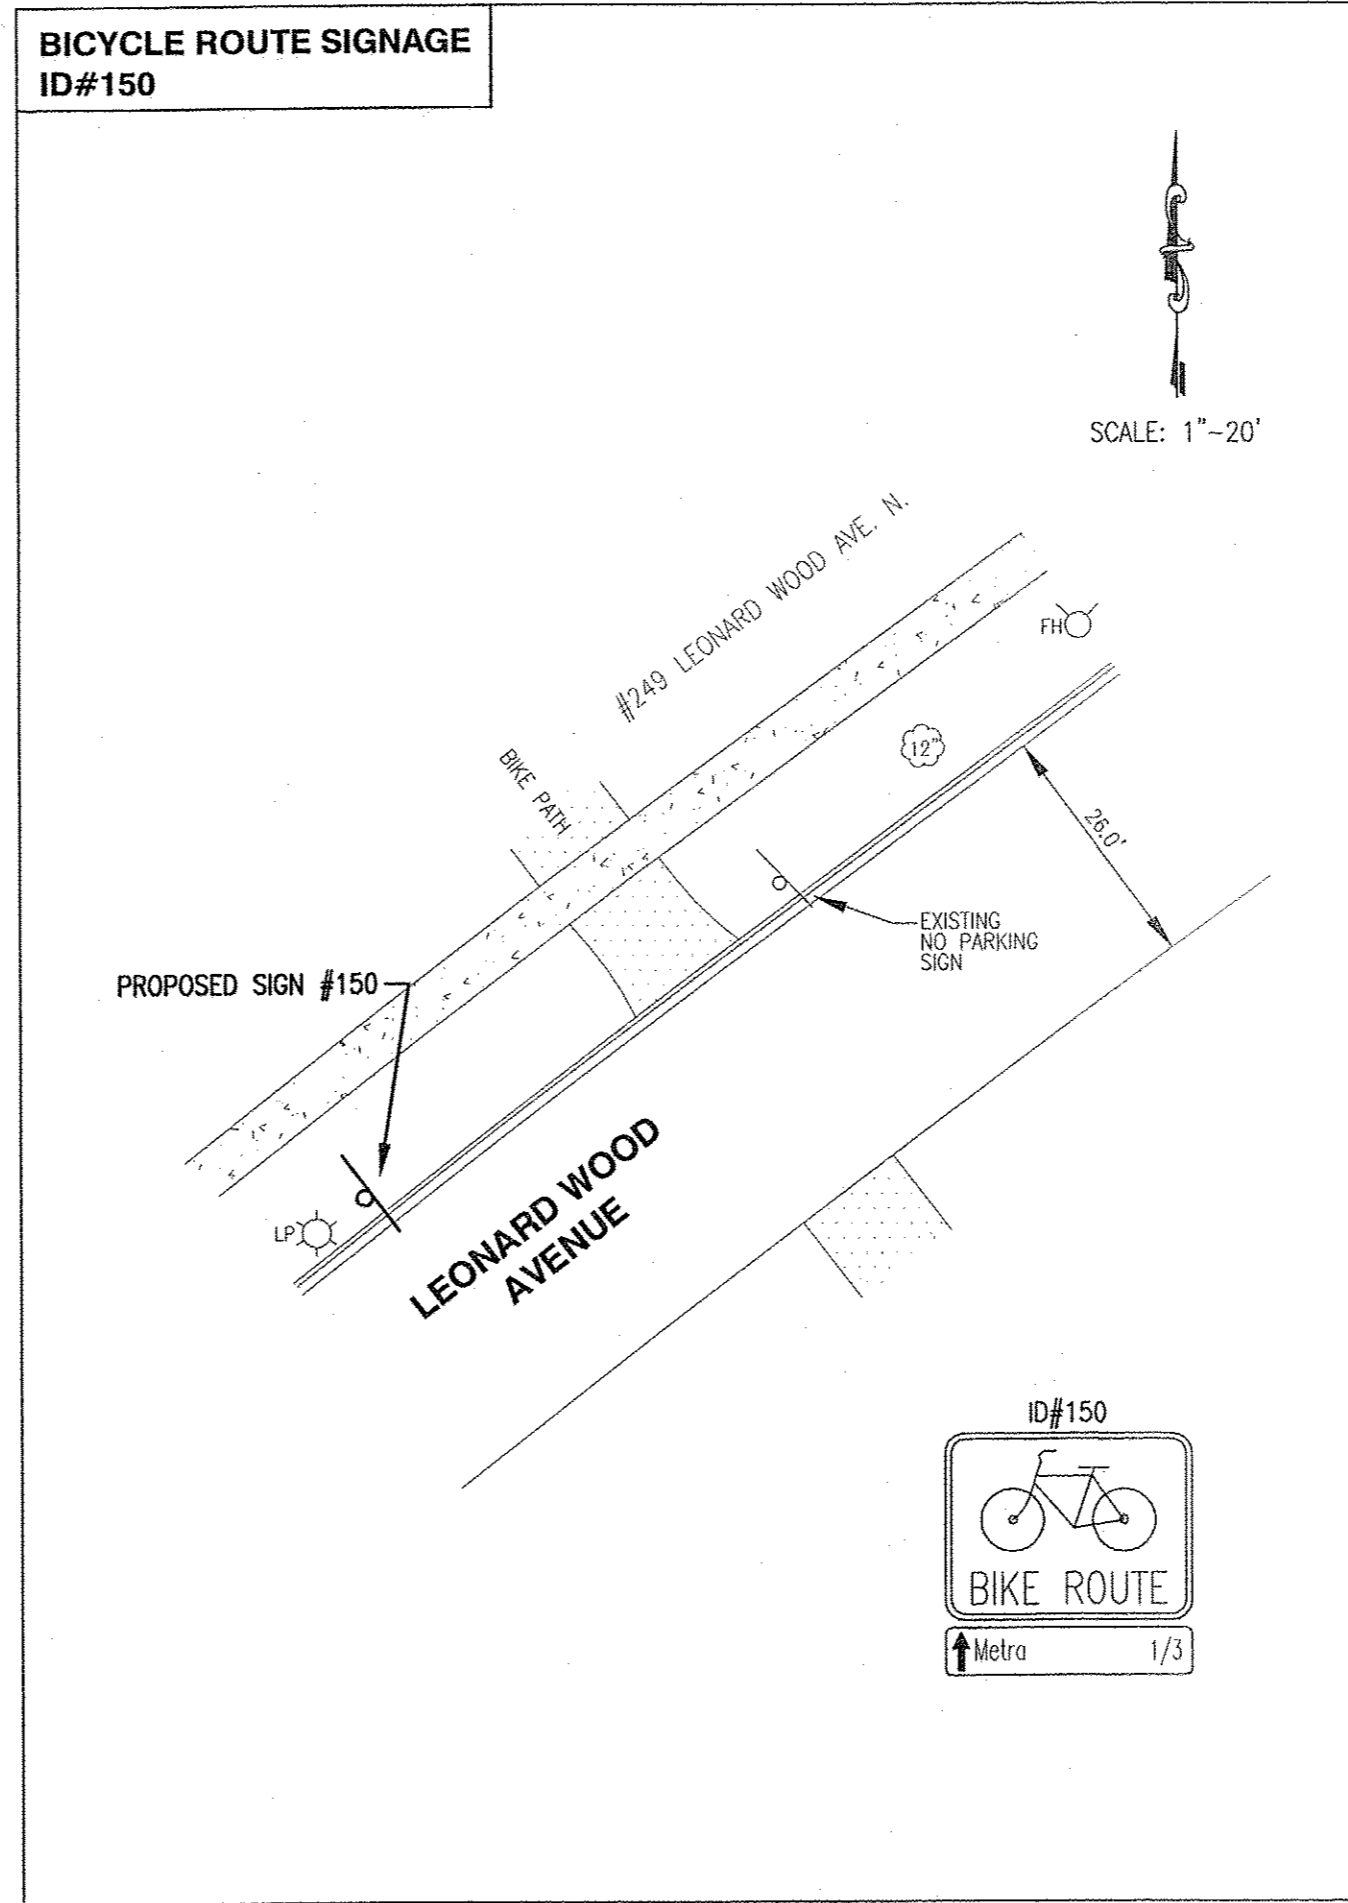 BICYCLE ROUTE SIGNAGE
ID#150
SCALE: 1"~20'
#249 LEONARD WOOD AVE. N.
FH
12"
BIKE PATH
26.0'
EXISTING
NO PARKING
SIGN
PROPOSED SIGN #150
LP
LEONARD WOOD
AVENUE
ID#150
BIKE ROUTE
Metra 1/3